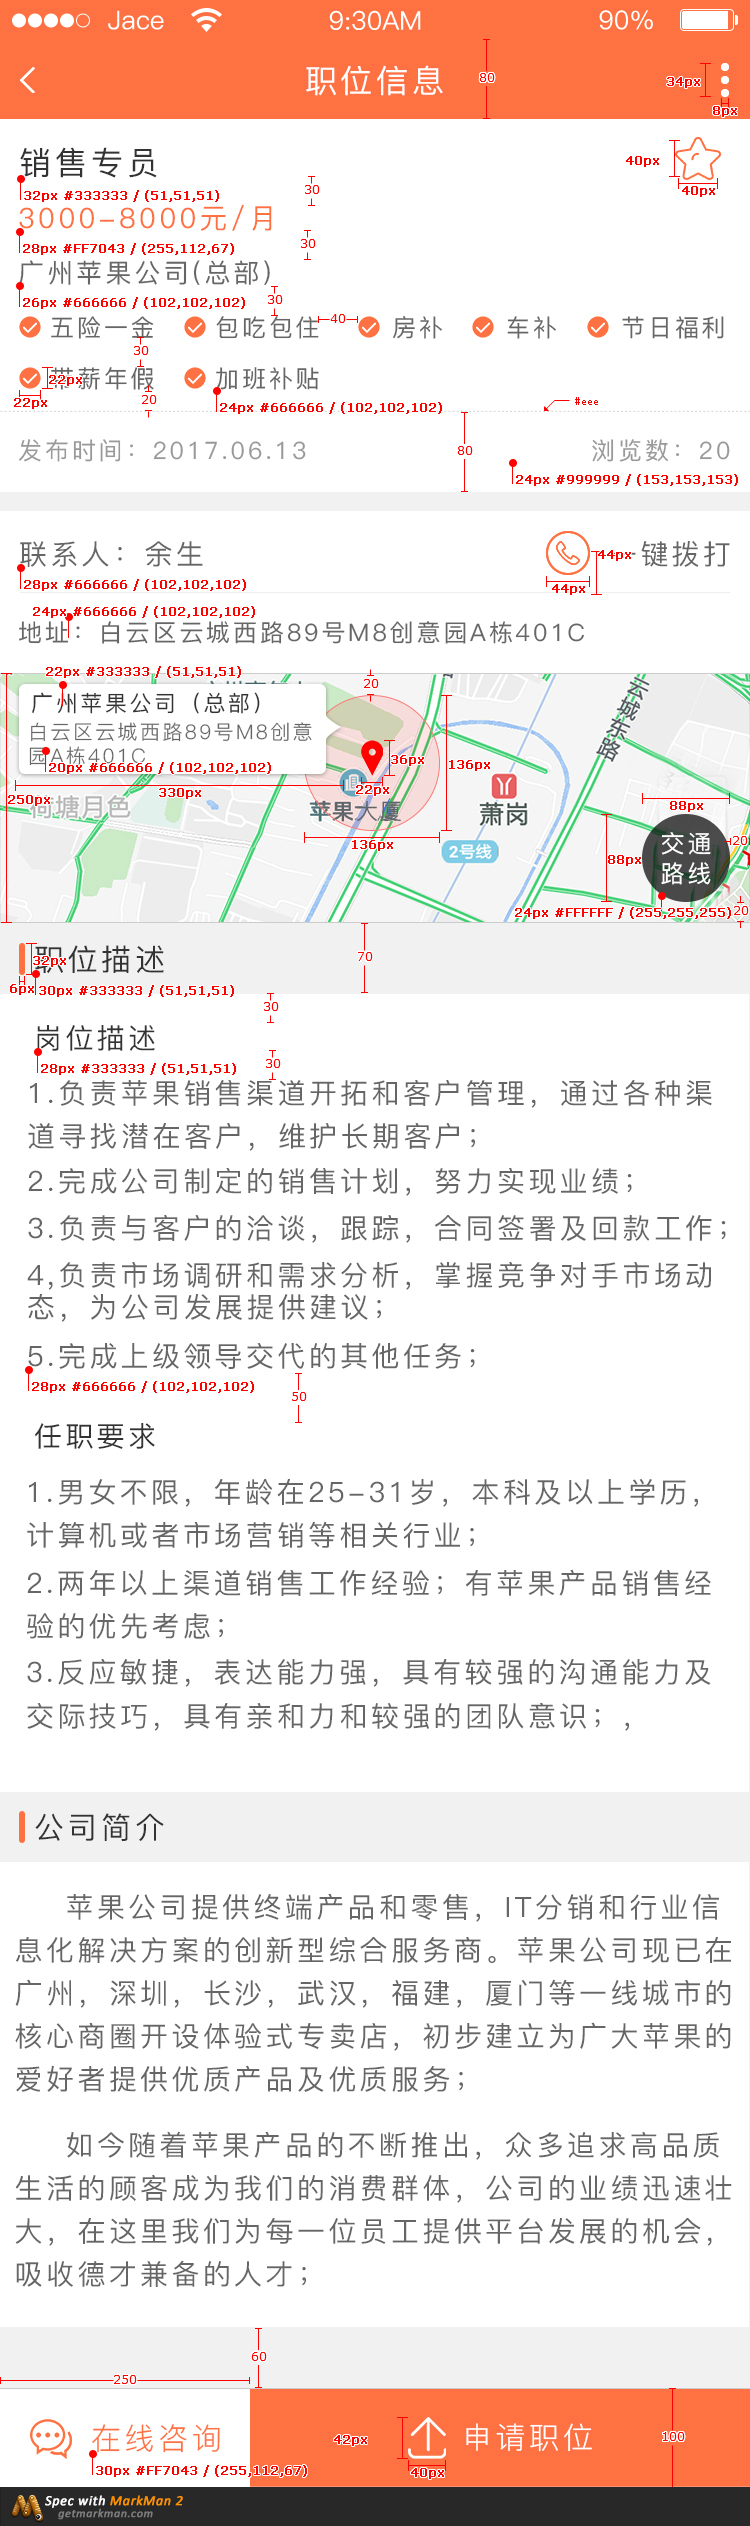 Jace 9:30AM 90%
职位信息
80
34px
8px
销售专员
40px
40px
32px #333333 / (51,51,51)
30
3000-8000元/月
28px #FF7043 / (255,112,67)
30
广州苹果公司(总部)
26px #666666 / (102,102,102)
30
五险一金 包吃包住 40 房补 车补 节日福利
30
带薪年假 加班补贴
22px
22px
20
24px #666666 / (102,102,102)
#eee
发布时间：2017.06.13 浏览数：20
80
24px #999999 / (153,153,153)
联系人：余生 一键拨打
44px
44px
28px #666666 / (102,102,102)
24px #666666 / (102,102,102)
地址：白云区云城西路89号M8创意园A栋401C
22px #333333 / (51,51,51)
20
广州苹果公司（总部）
白云区云城西路89号M8创意
园A栋401C
20px #666666 / (102,102,102)
云城东路
36px
136px
22px
330px
250px
荷塘月色
苹果大厦
136px
萧岗
2号线
88px
88px
交通
路线
20
24px #FFFFFF / (255,255,255)
20
职位描述
32px
6px
30px #333333 / (51,51,51)
70
30
岗位描述
28px #333333 / (51,51,51)
30
1.负责苹果销售渠道开拓和客户管理，通过各种渠
道寻找潜在客户，维护长期客户；
2.完成公司制定的销售计划，努力实现业绩；
3.负责与客户的洽谈，跟踪，合同签署及回款工作；
4,负责市场调研和需求分析，掌握竞争对手市场动
态，为公司发展提供建议；
5.完成上级领导交代的其他任务；
28px #666666 / (102,102,102)
50
任职要求
1.男女不限，年龄在25-31岁，本科及以上学历，
计算机或者市场营销等相关行业；
2.两年以上渠道销售工作经验；有苹果产品销售经
验的优先考虑；
3.反应敏捷，表达能力强，具有较强的沟通能力及
交际技巧，具有亲和力和较强的团队意识；，
公司简介
苹果公司提供终端产品和零售，IT分销和行业信
息化解决方案的创新型综合服务商。苹果公司现已在
广州，深圳，长沙，武汉，福建，厦门等一线城市的
核心商圈开设体验式专卖店，初步建立为广大苹果的
爱好者提供优质产品及优质服务；
如今随着苹果产品的不断推出，众多追求高品质
生活的顾客成为我们的消费群体，公司的业绩迅速壮
大，在这里我们为每一位员工提供平台发展的机会，
吸收德才兼备的人才；
60
250
在线咨询 申请职位
42px
40px
100
30px #FF7043 / (255,112,67)
Spec with MarkMan 2
getmarkman.com